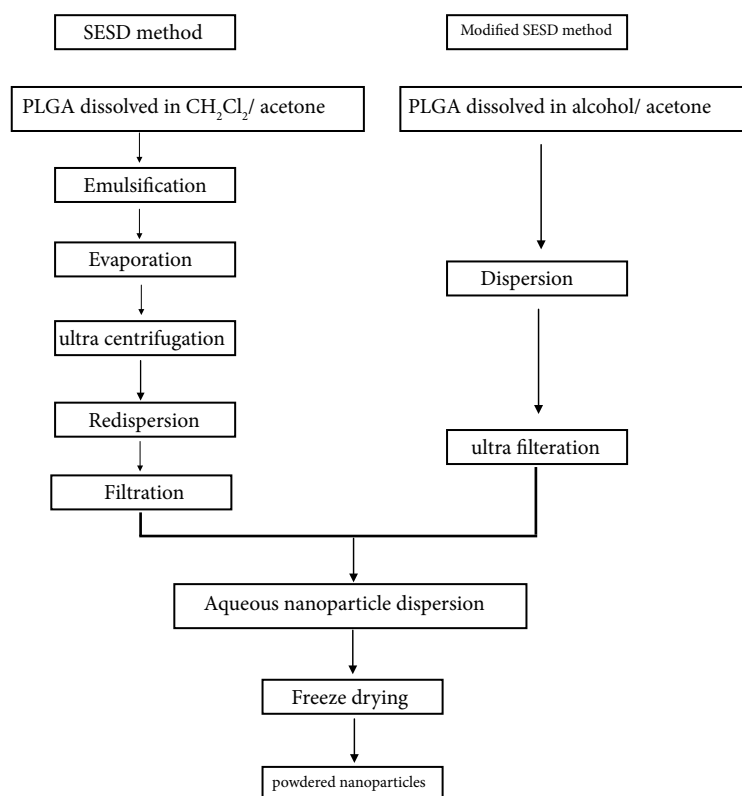 SESD method
Modified SESD method
PLGA dissolved in CH₂Cl₂/ acetone
PLGA dissolved in alcohol/ acetone
Emulsification
Evaporation
Dispersion
ultra centrifugation
Redispersion
ultra filteration
Filtration
Aqueous nanoparticle dispersion
Freeze drying
powdered nanoparticles